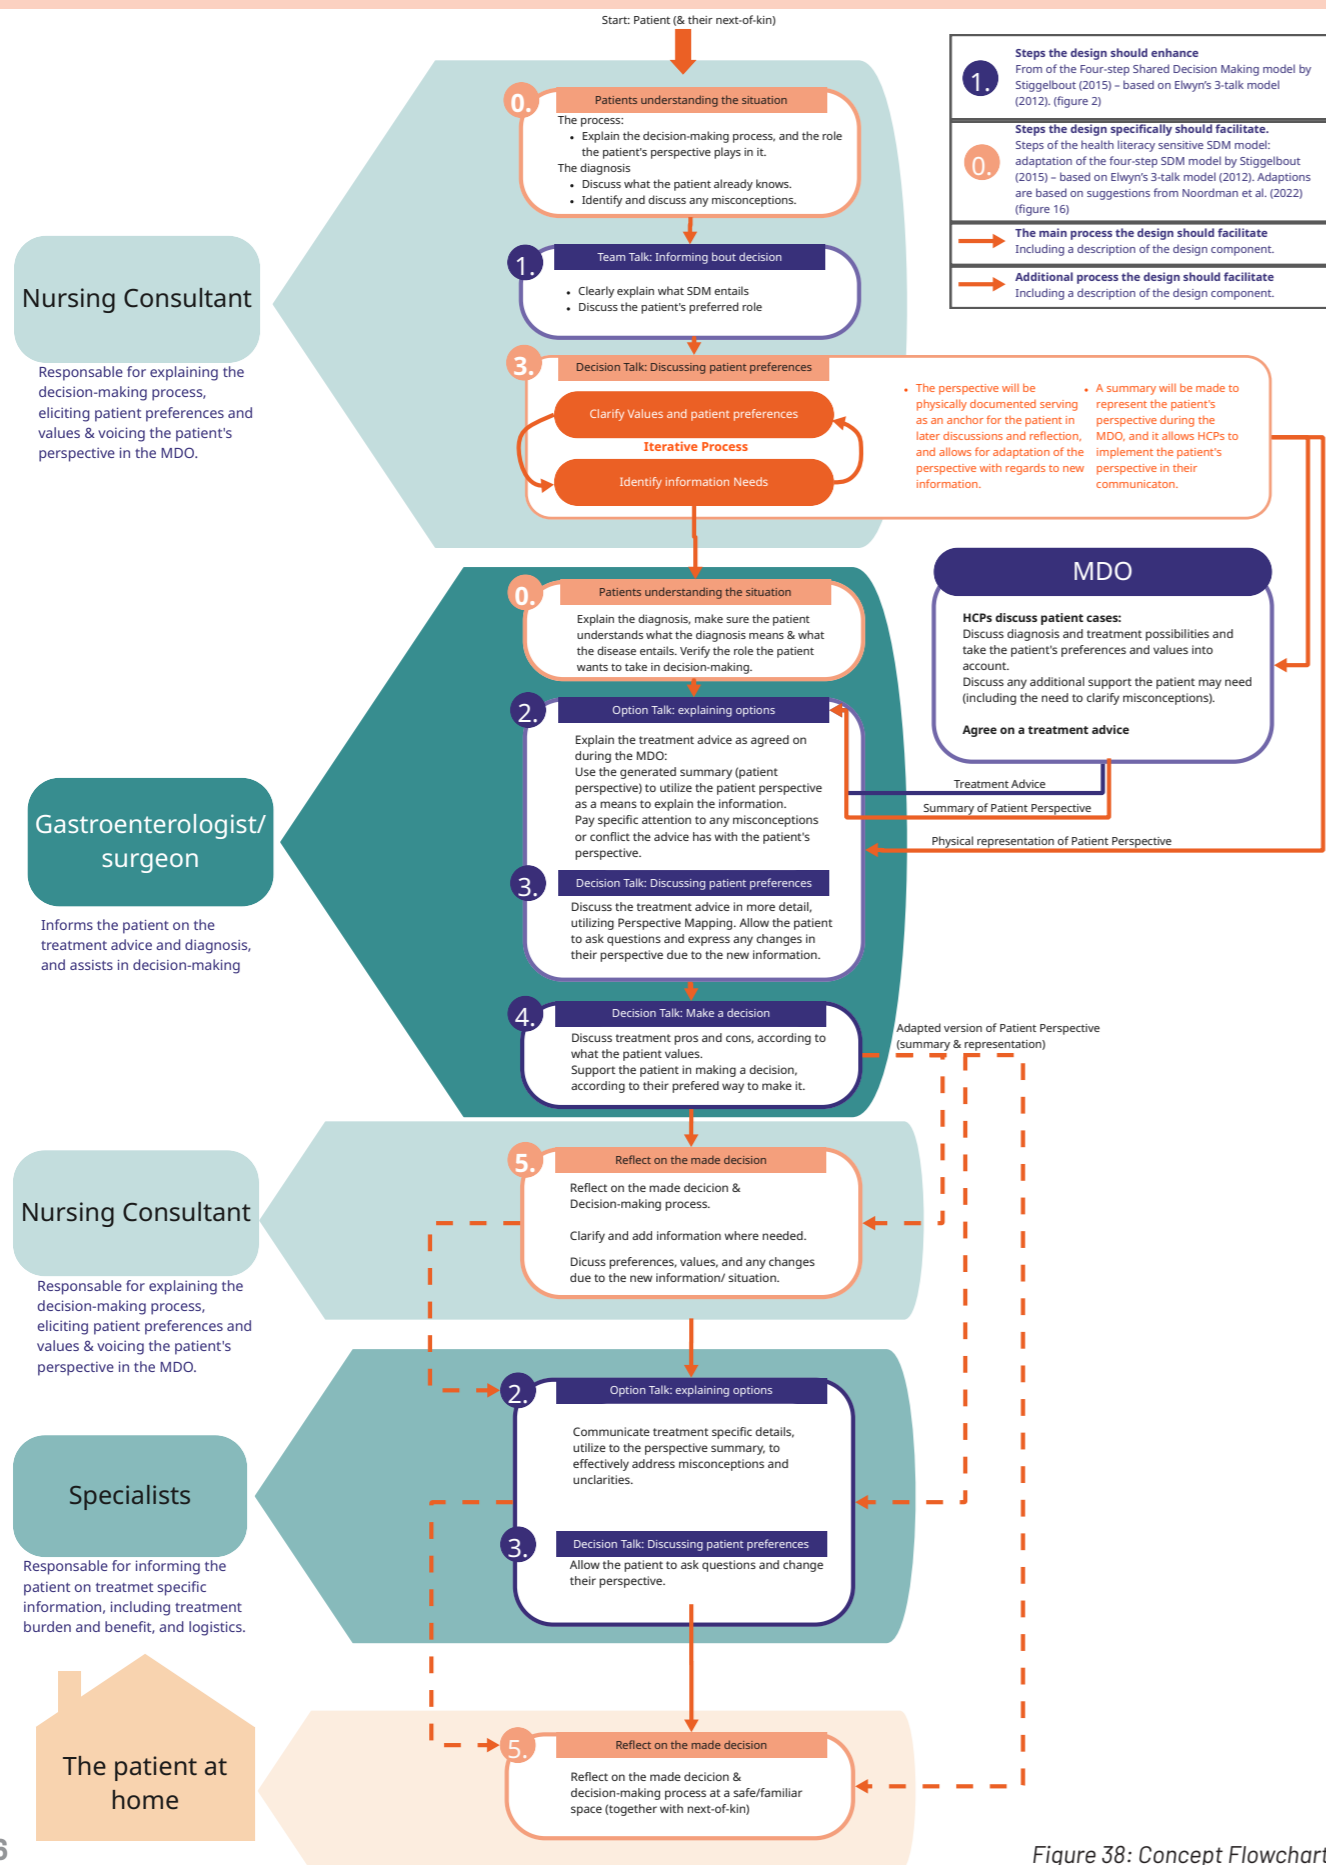 Start: Patient (& their next-of-kin)
1.
Steps the design should enhance
From of the Four-step Shared Decision Making model by
Stiggelbout (2015) – based on Elwyn's 3-talk model
(2012). (figure 2)
0.
Steps the design specifically should facilitate.
Steps of the health literacy sensitive SDM model:
adaptation of the four-step SDM model by Stiggelbout
(2015) – based on Elwyn's 3-talk model (2012). Adaptions
are based on suggestions from Noordman et al. (2022)
(figure 16)
The main process the design should facilitate
Including a description of the design component.
Additional process the design should facilitate
Including a description of the design component.
Nursing Consultant
Responsible for explaining the
decision-making process,
eliciting patient preferences and
values & voicing the patient's
perspective in the MDO.
0.
Patients understanding the situation
The process:
• Explain the decision-making process, and the role
the patient's perspective plays in it.
The diagnosis
• Discuss what the patient already knows.
• Identify and discuss any misconceptions.
1.
Team Talk: Informing bout decision
• Clearly explain what SDM entails
• Discuss the patient's preferred role
3.
Decision Talk: Discussing patient preferences
Clarify Values and patient preferences
Iterative Process
Identify information Needs
• The perspective will be
physically documented serving
as an anchor for the patient in
later discussions and reflection,
and allows for adaptation of the
perspective with regards to new
information.
• A summary will be made to
represent the patient's
perspective during the
MDO, and it allows HCPs to
implement the patient's
perspective in their
communicaton.
MDO
HCPs discuss patient cases:
Discuss diagnosis and treatment possibilities and
take the patient's preferences and values into
account.
Discuss any additional support the patient may need
(including the need to clarify misconceptions).
Agree on a treatment advice
Treatment Advice
Summary of Patient Perspective
Physical representation of Patient Perspective
Gastroenterologist/
surgeon
Informs the patient on the
treatment advice and diagnosis,
and assists in decision-making
0.
Patients understanding the situation
Explain the diagnosis, make sure the patient
understands what the diagnosis means & what
the disease entails. Verify the role the patient
wants to take in decision-making.
2.
Option Talk: explaining options
Explain the treatment advice as agreed on
during the MDO:
Use the generated summary (patient
perspective) to utilize the patient perspective
as a means to explain the information.
Pay specific attention to any misconceptions
or conflict the advice has with the patient's
perspective.
3.
Decision Talk: Discussing patient preferences
Discuss the treatment advice in more detail,
utilizing Perspective Mapping. Allow the patient
to ask questions and express any changes in
their perspective due to the new information.
4.
Decision Talk: Make a decision
Discuss treatment pros and cons, according to
what the patient values.
Support the patient in making a decision,
according to their prefered way to make it.
Adapted version of Patient Perspective
(summary & representation)
Nursing Consultant
Responsible for explaining the
decision-making process,
eliciting patient preferences and
values & voicing the patient's
perspective in the MDO.
5.
Reflect on the made decision
Reflect on the made decicion &
Decision-making process.
Clarify and add information where needed.
Dicuss preferences, values, and any changes
due to the new information/ situation.
Specialists
Responsible for informing the
patient on treatmet specific
information, including treatment
burden and benefit, and logistics.
2.
Option Talk: explaining options
Communicate treatment specific details,
utilize to the perspective summary, to
effectively address misconceptions and
unclarities.
3.
Decision Talk: Discussing patient preferences
Allow the patient to ask questions and change
their perspective.
The patient at
home
5.
Reflect on the made decision
Reflect on the made decicion &
decision-making process at a safe/familiar
space (together with next-of-kin)
Figure 38: Concept Flowchart